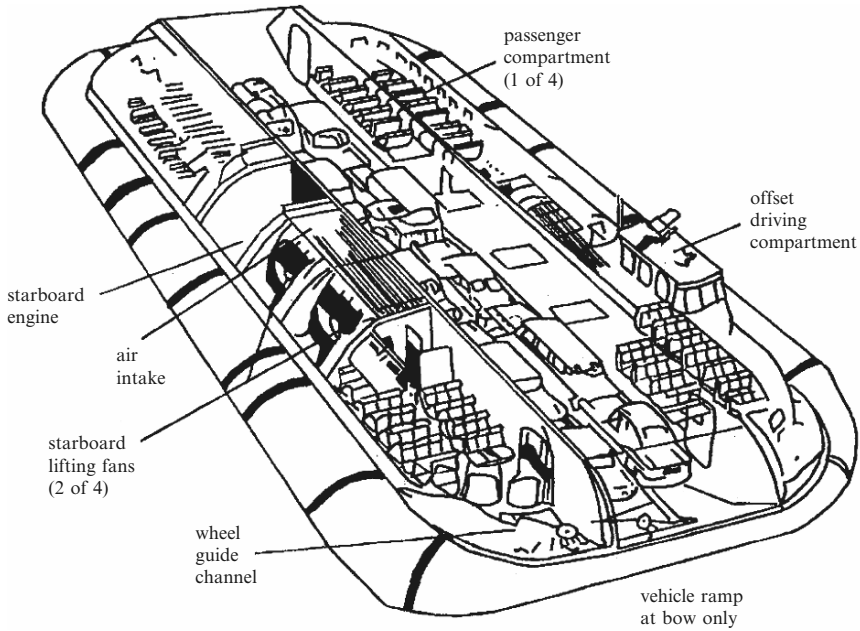 passenger
compartment
(1 of 4)
offset
driving
compartment
starboard
engine
air
intake
starboard
lifting fans
(2 of 4)
wheel
guide
channel
vehicle ramp
at bow only